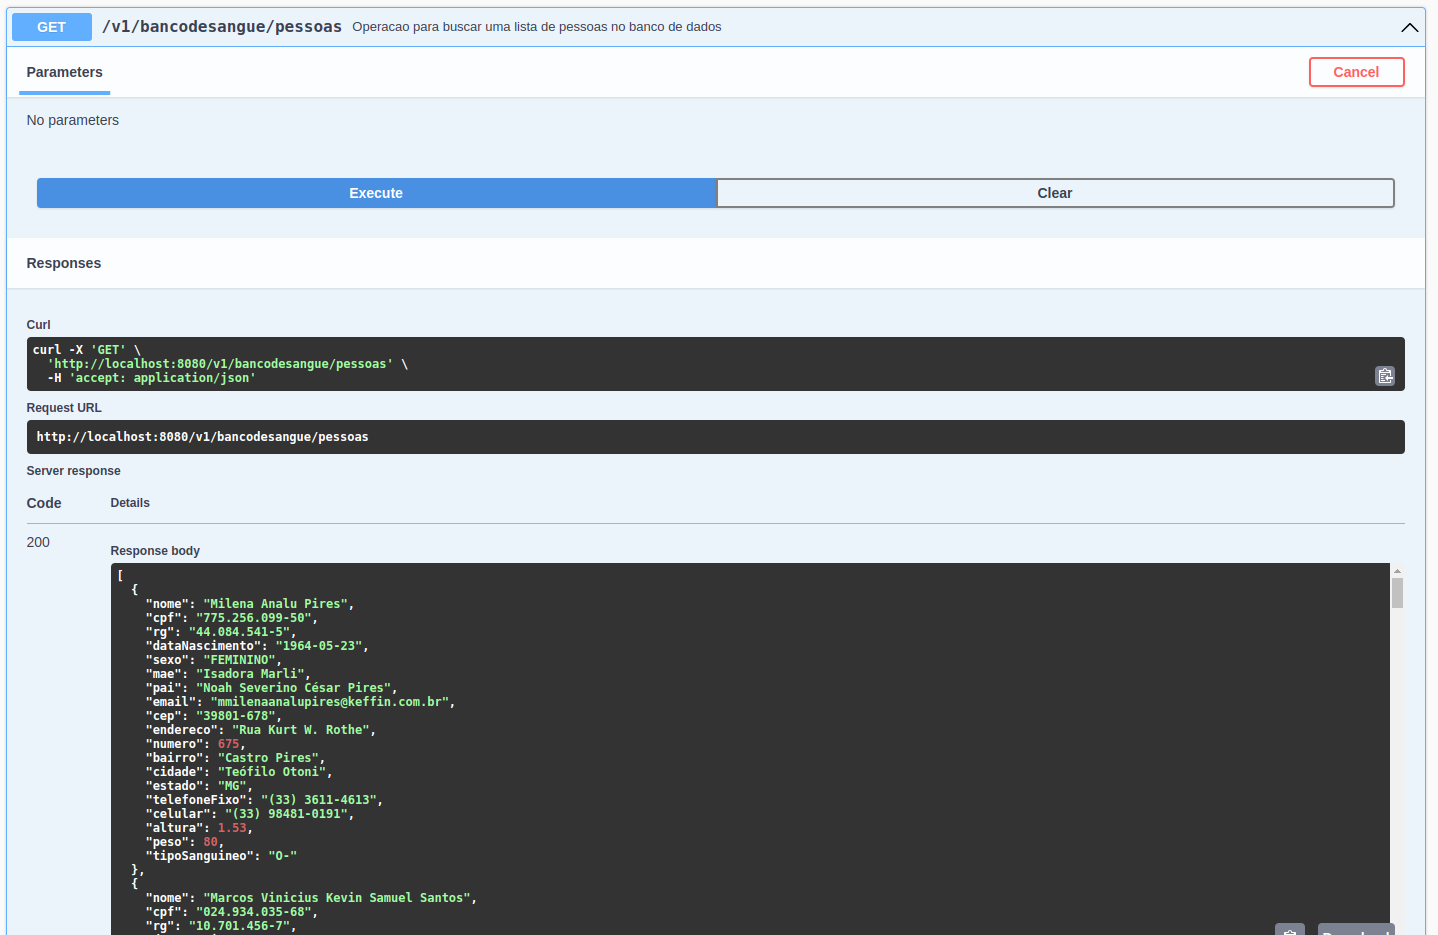 GET /v1/bancodesangue/pessoas Operacao para buscar uma lista de pessoas no banco de dados
Parameters Cancel
No parameters
Execute Clear
Responses
Curl
curl -X 'GET' \
  'http://localhost:8080/v1/bancodesangue/pessoas' \
  -H 'accept: application/json'
Request URL
http://localhost:8080/v1/bancodesangue/pessoas
Server response
Code Details
200
Response body
[
  {
    "nome": "Milena Analu Pires",
    "cpf": "775.256.099-50",
    "rg": "44.084.541-5",
    "dataNascimento": "1964-05-23",
    "sexo": "FEMININO",
    "mae": "Isadora Marli",
    "pai": "Noah Severino César Pires",
    "email": "mmilenaanalupires@keffin.com.br",
    "cep": "39801-678",
    "endereco": "Rua Kurt W. Rothe",
    "numero": 675,
    "bairro": "Castro Pires",
    "cidade": "Teófilo Otoni",
    "estado": "MG",
    "telefoneFixo": "(33) 3611-4613",
    "celular": "(33) 98481-0191",
    "altura": 1.53,
    "peso": 80,
    "tipoSanguineo": "O-"
  },
  {
    "nome": "Marcos Vinicius Kevin Samuel Santos",
    "cpf": "024.934.035-68",
    "rg": "10.701.456-7",